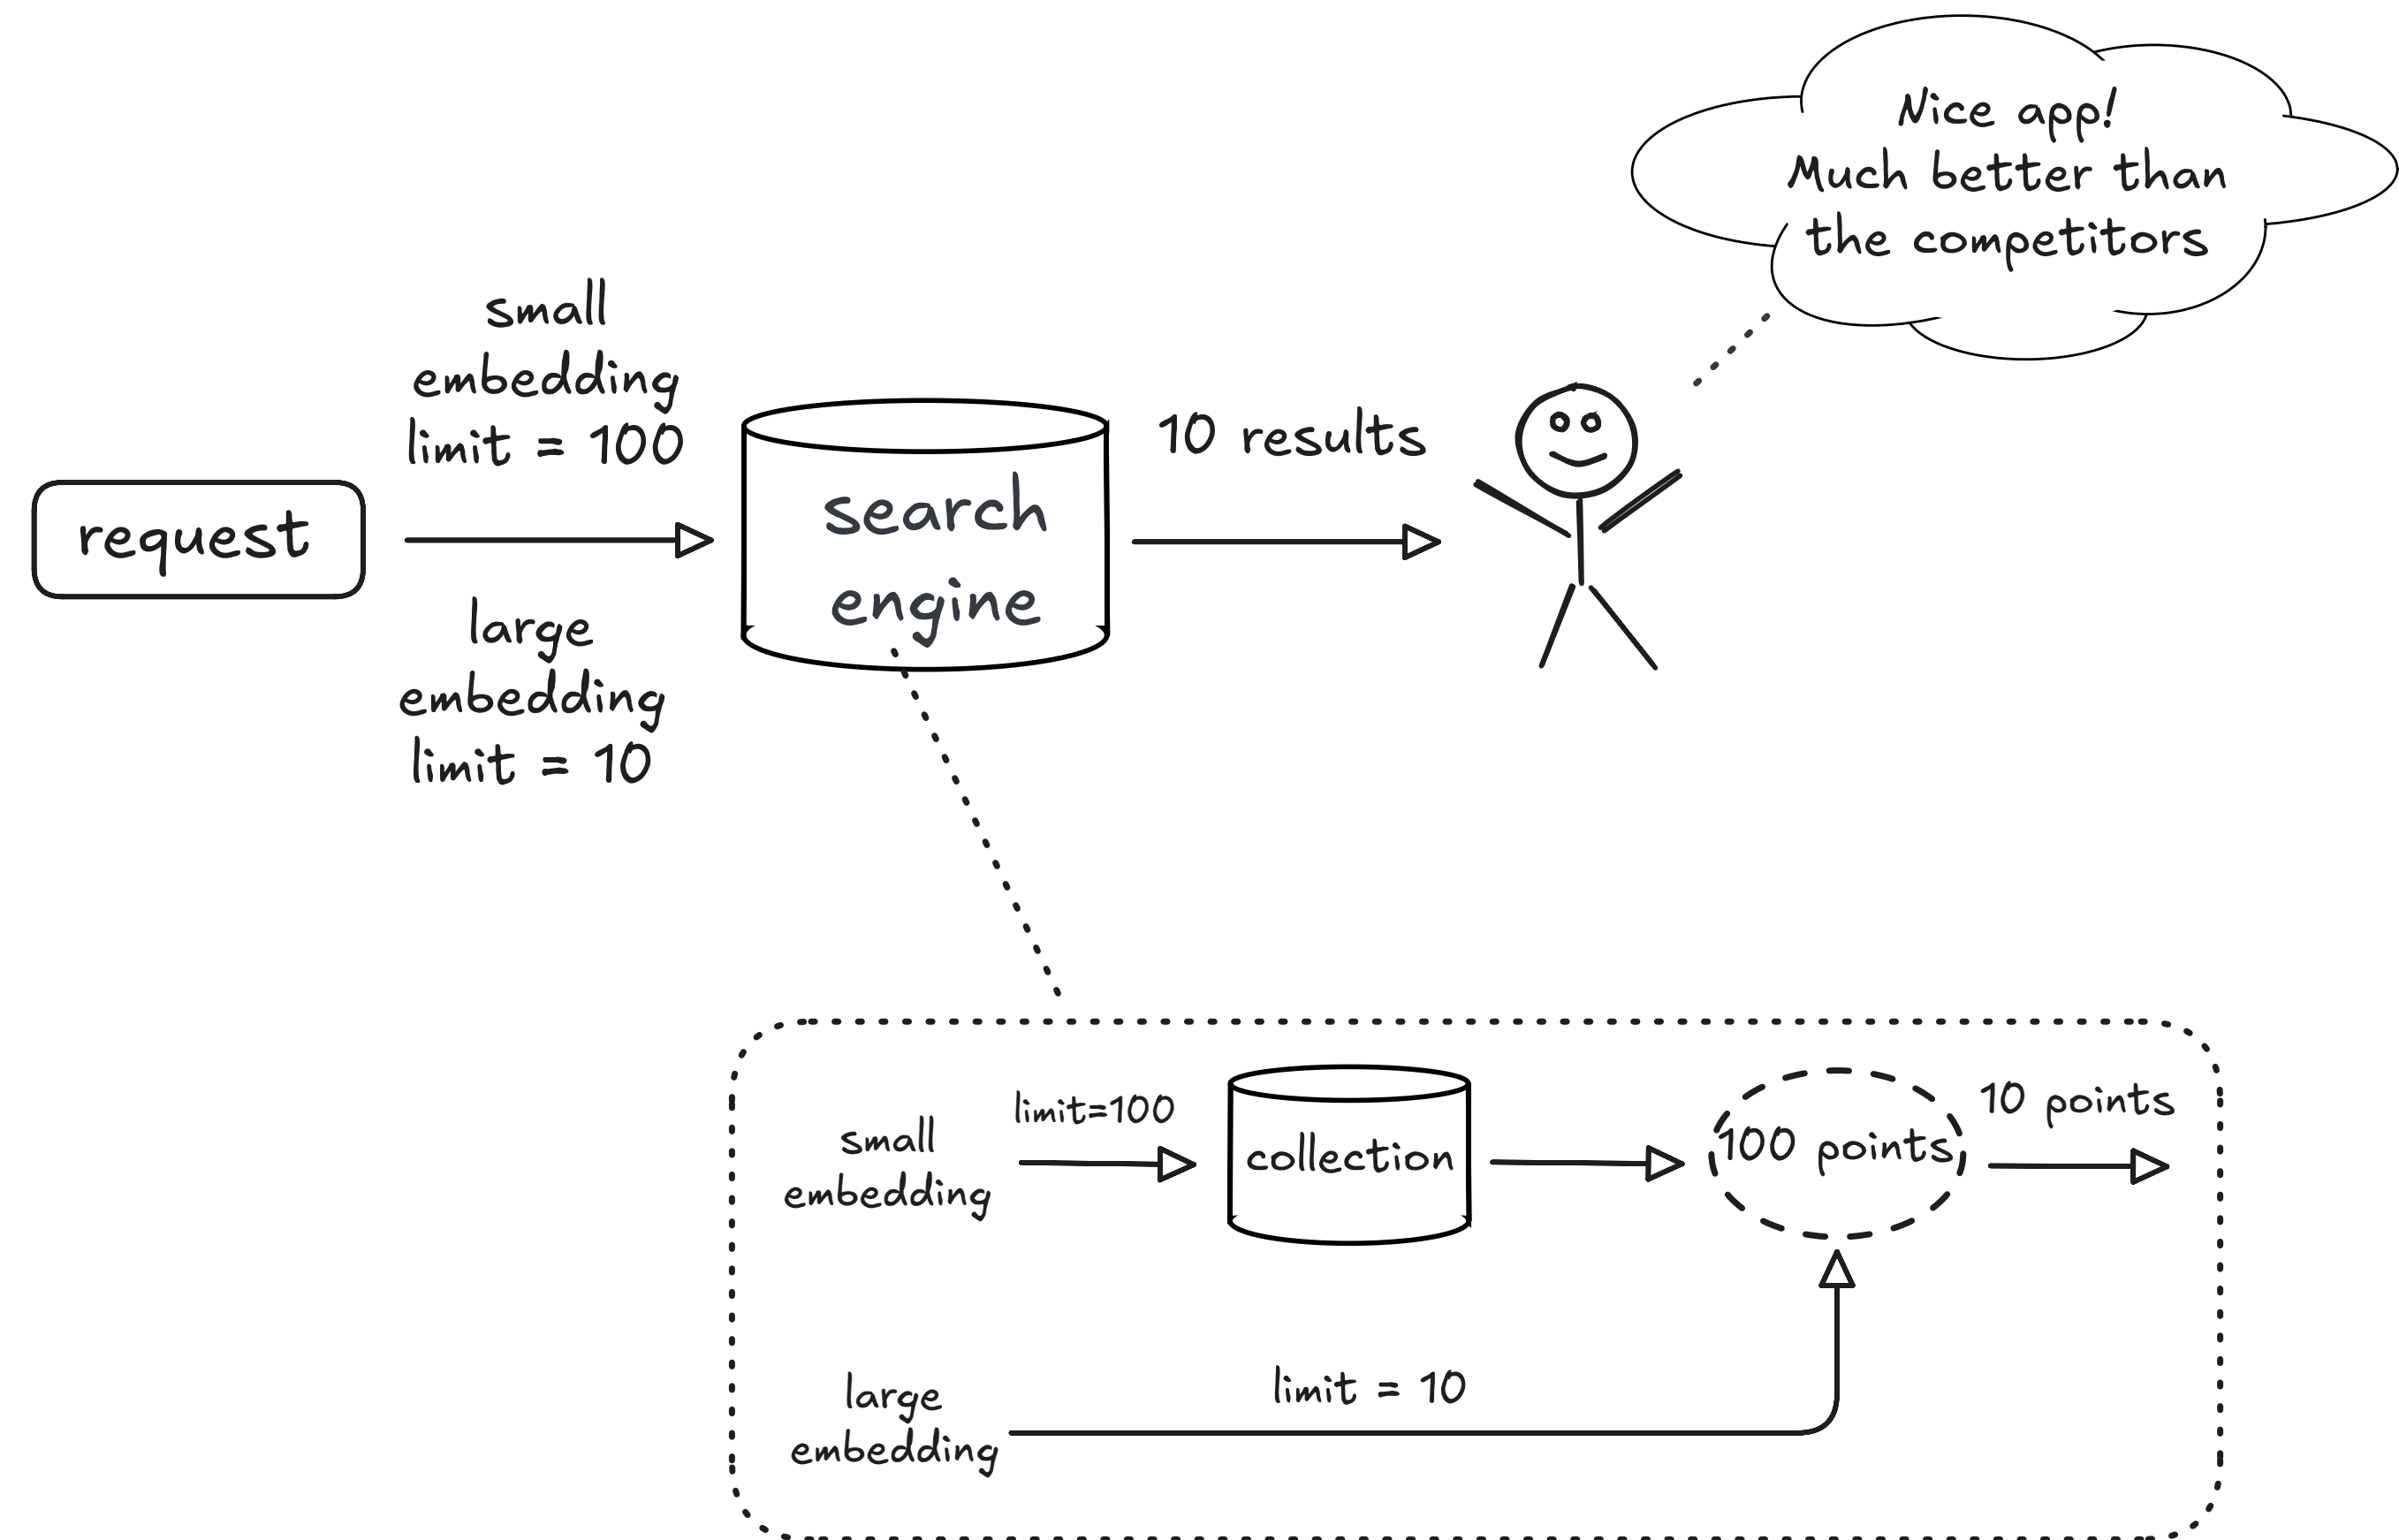 Nice app!
Much better than
the competitors
small
embedding
limit = 100
request
large
embedding
limit = 10
search
engine
10 results
small
embedding
limit=100
collection
100 points
10 points
large
embedding
limit = 10